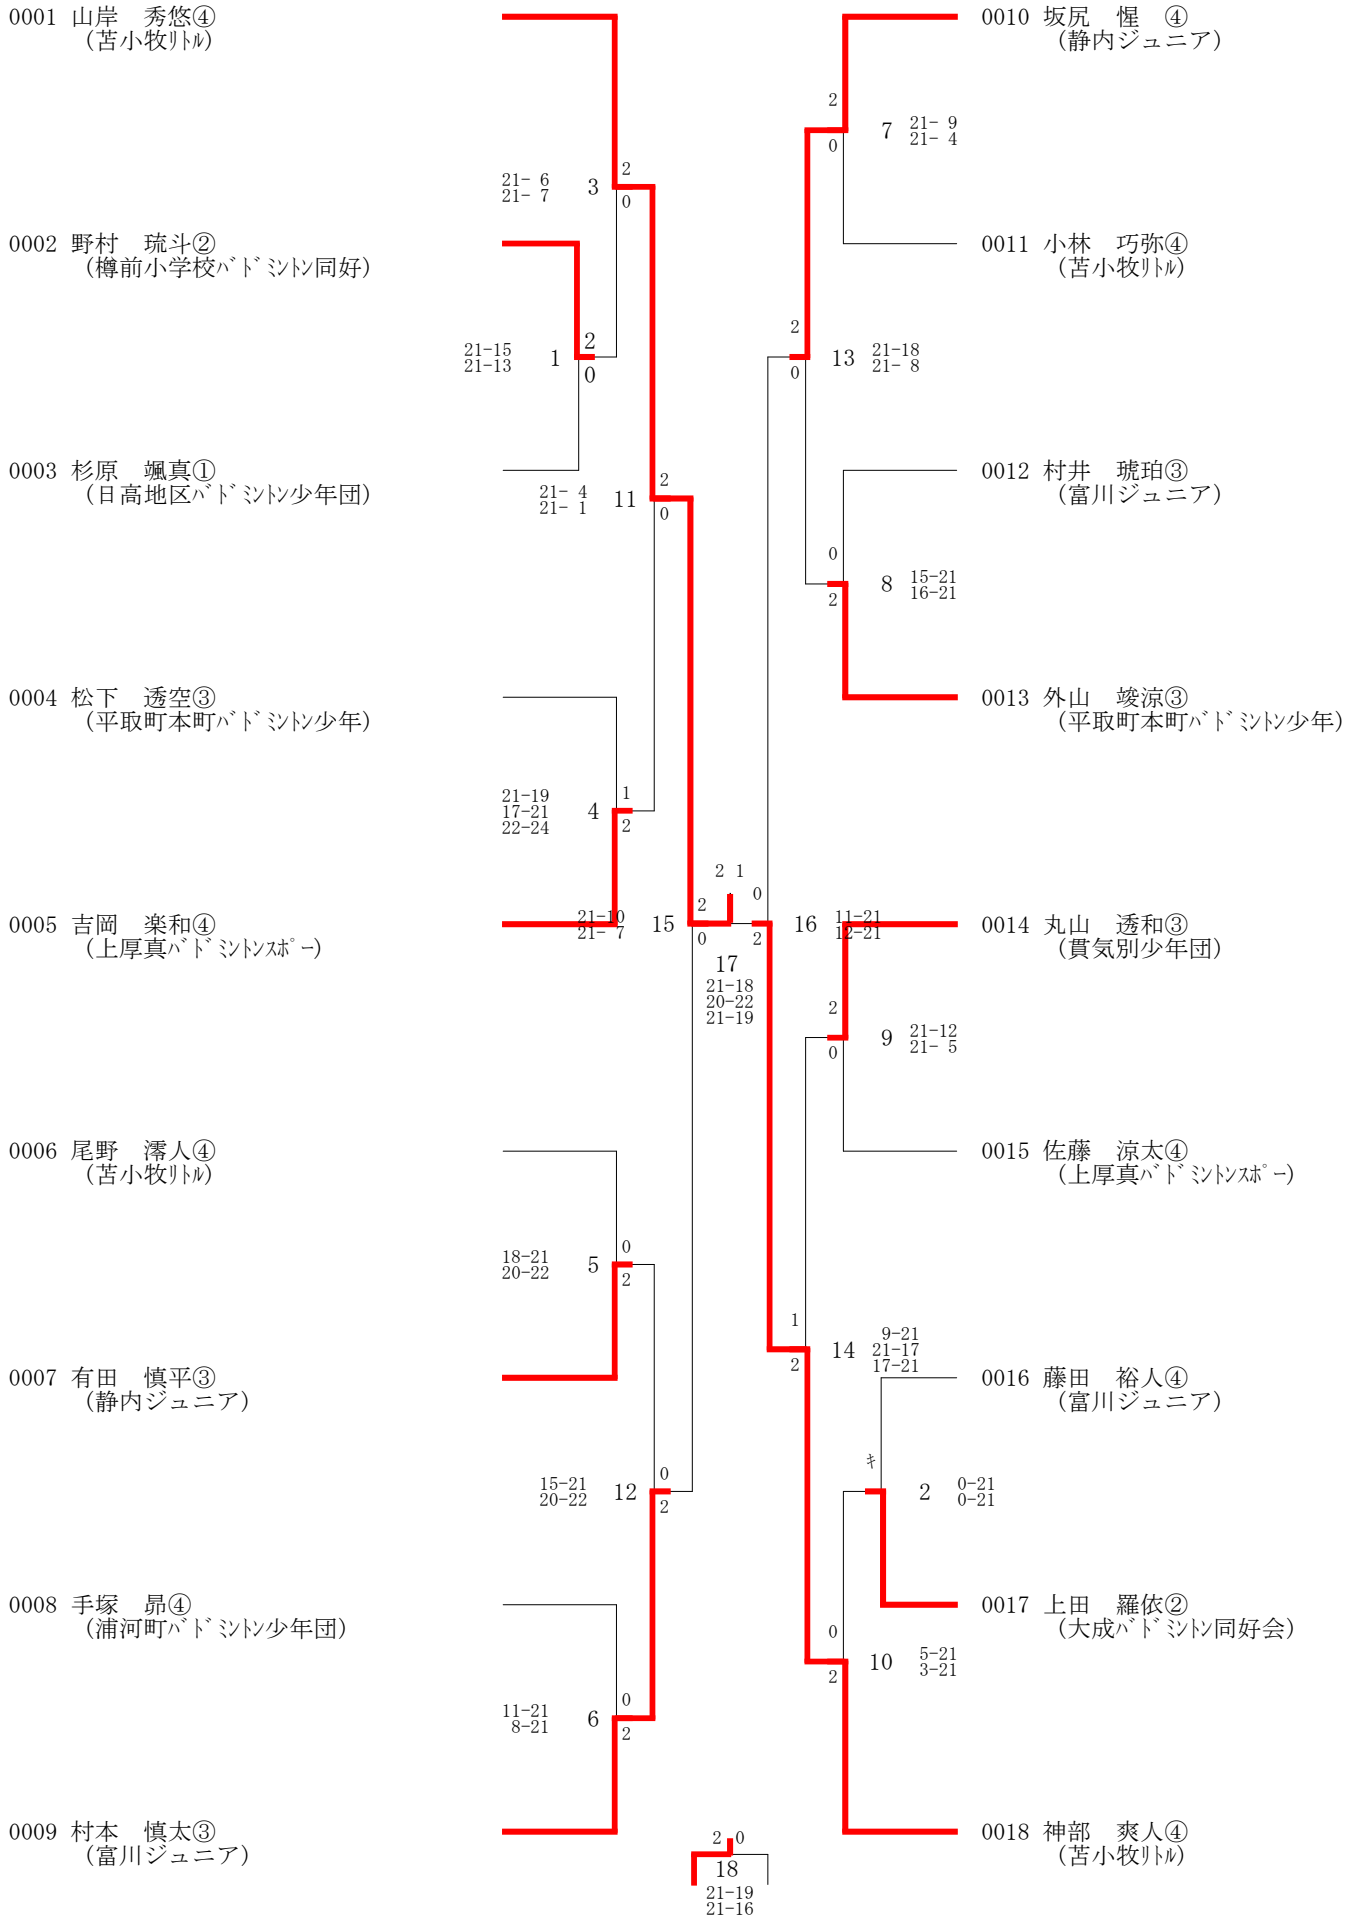 0001 山岸　秀悠④
（苫小牧ﾘﾄﾙ）
2
21- 6
21- 7
3
0
0002 野村　琉斗②
（樽前小学校ﾊﾞﾄﾞﾐﾝﾄﾝ同好）
21-15
21-13
1
2
0
0003 杉原　颯真①
（日高地区ﾊﾞﾄﾞﾐﾝﾄﾝ少年団）
21- 4
21- 1
11
2
0
0004 松下　透空③
（平取町本町ﾊﾞﾄﾞﾐﾝﾄﾝ少年）
21-19
17-21
22-24
4
1
2
0005 吉岡　楽和④
（上厚真ﾊﾞﾄﾞﾐﾝﾄﾝｽﾎﾟｰ）
21-10
21- 7
15
2
0
0006 尾野　澪人④
（苫小牧ﾘﾄﾙ）
18-21
20-22
5
0
2
0007 有田　慎平③
（静内ジュニア）
15-21
20-22
12
0
2
0008 手塚　昴④
（浦河町ﾊﾞﾄﾞﾐﾝﾄﾝ少年団）
11-21
8-21
6
0
2
0009 村本　慎太③
（富川ジュニア）
2 1
17
21-18
20-22
21-19
2 0
18
21-19
21-16
0010 坂尻　惺　④
（静内ジュニア）
2
0
7
21- 9
21- 4
0011 小林　巧弥④
（苫小牧ﾘﾄﾙ）
2
0
13
21-18
21- 8
0012 村井　琥珀③
（富川ジュニア）
0
2
8
15-21
16-21
0013 外山　竣涼③
（平取町本町ﾊﾞﾄﾞﾐﾝﾄﾝ少年）
0
2
16
11-21
12-21
0014 丸山　透和③
（貫気別少年団）
2
0
9
21-12
21- 5
0015 佐藤　涼太④
（上厚真ﾊﾞﾄﾞﾐﾝﾄﾝｽﾎﾟｰ）
1
2
14
9-21
21-17
17-21
0016 藤田　裕人④
（富川ジュニア）
ｷ
2
0-21
0-21
0017 上田　羅依②
（大成ﾊﾞﾄﾞﾐﾝﾄﾝ同好会）
0
2
10
5-21
3-21
0018 神部　爽人④
（苫小牧ﾘﾄﾙ）